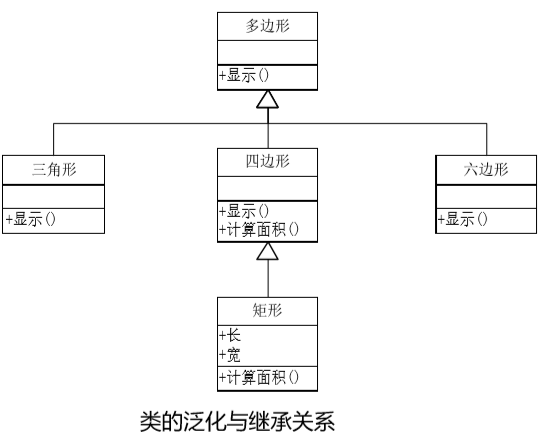 多边形
+显示()
三角形
+显示()
四边形
+显示()
+计算面积()
六边形
+显示()
矩形
+长
+宽
+计算面积()
类的泛化与继承关系